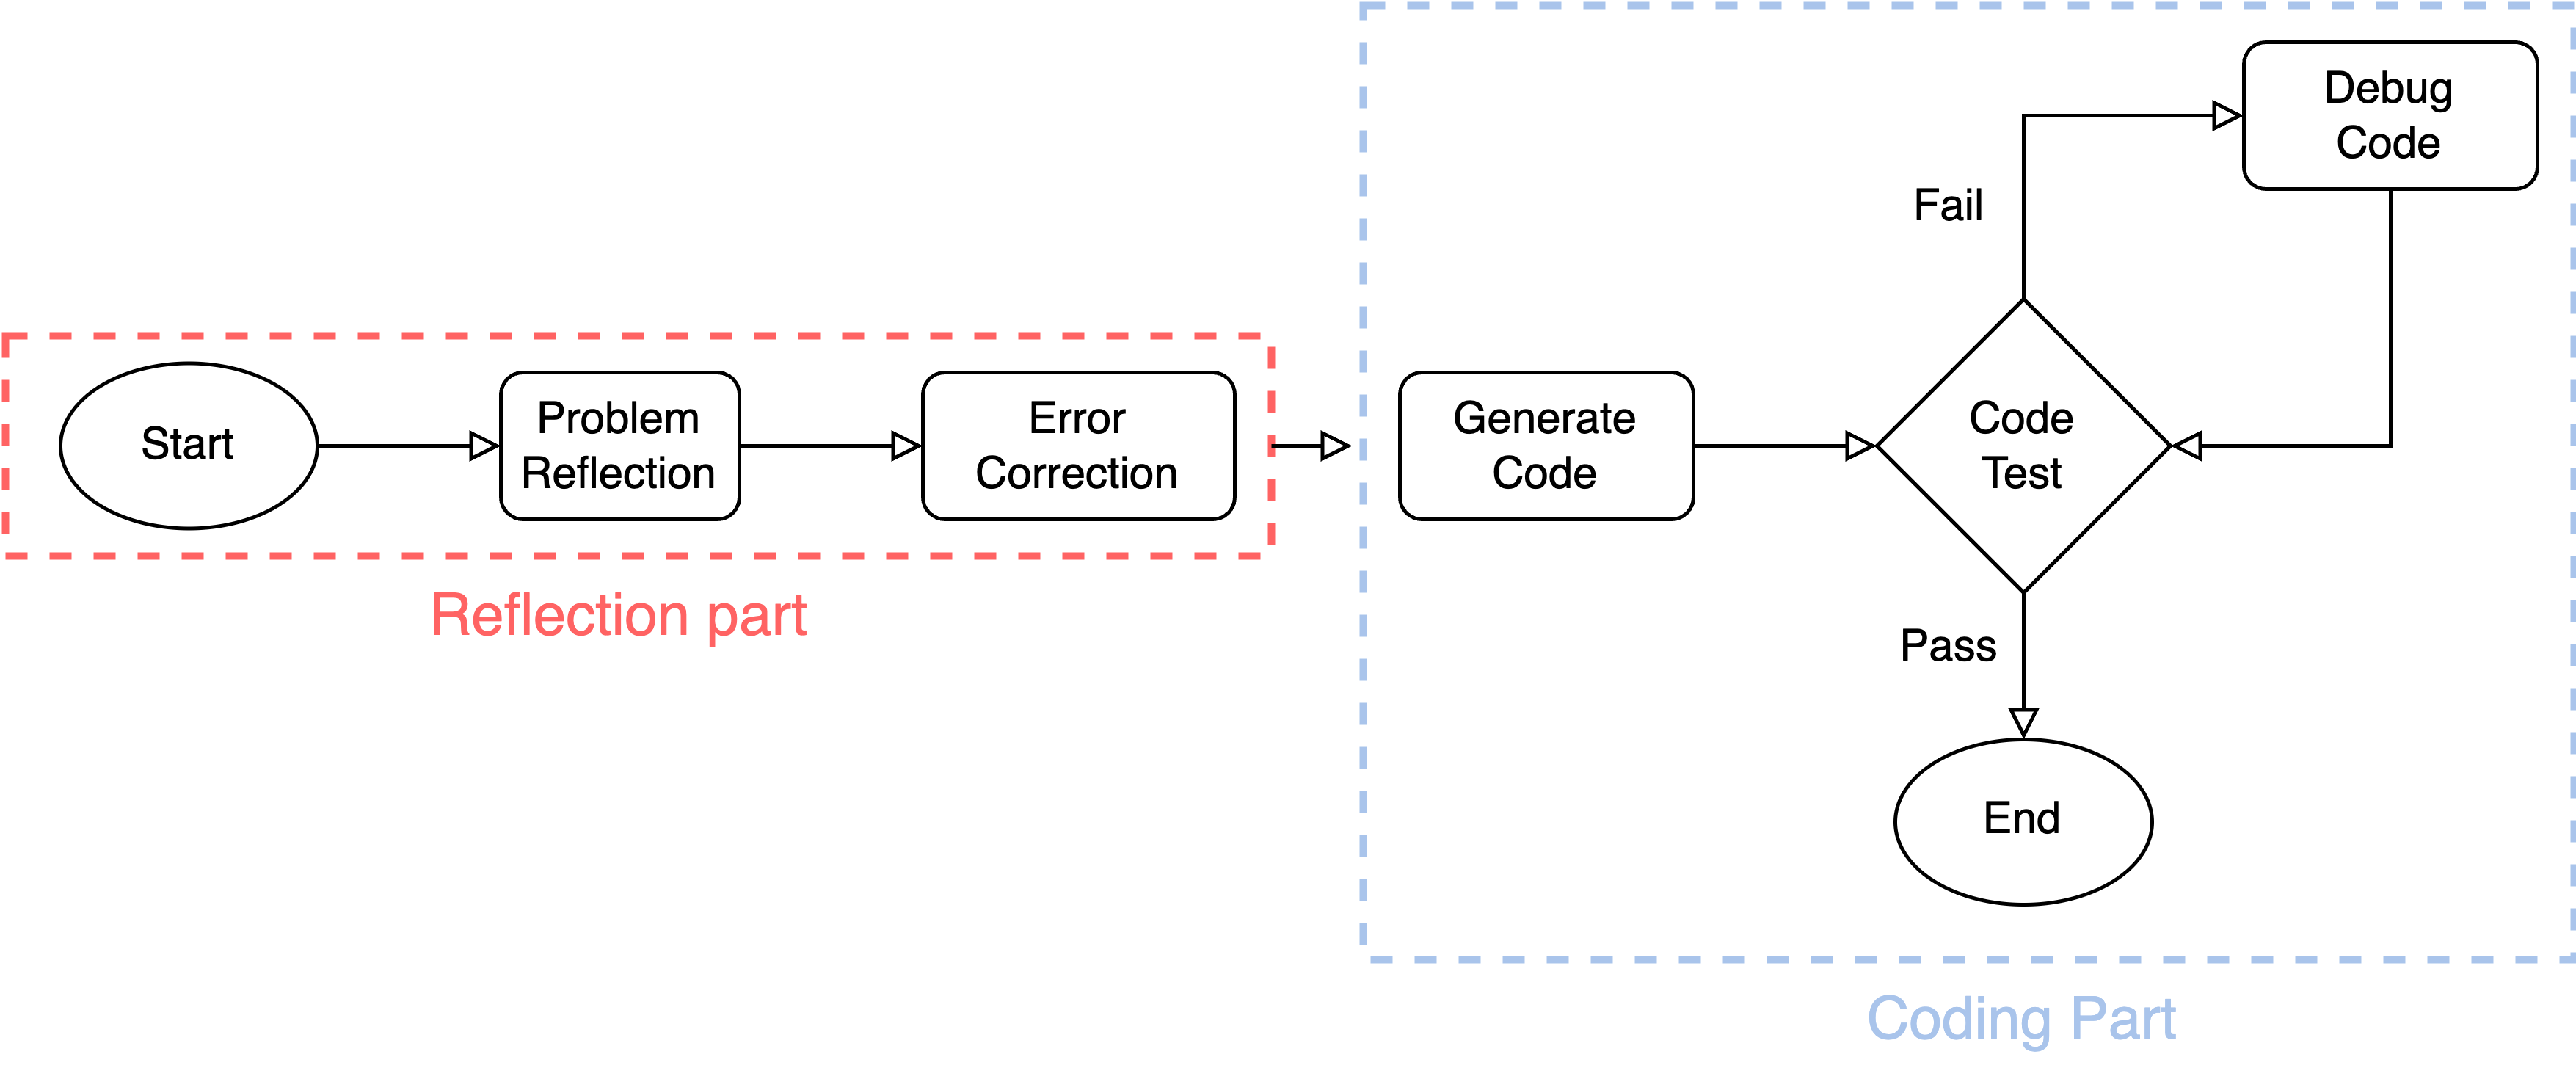 Start
Problem
Reflection
Error
Correction
Reflection part
Generate
Code
Code
Test
Fail
Debug
Code
Pass
End
Coding Part